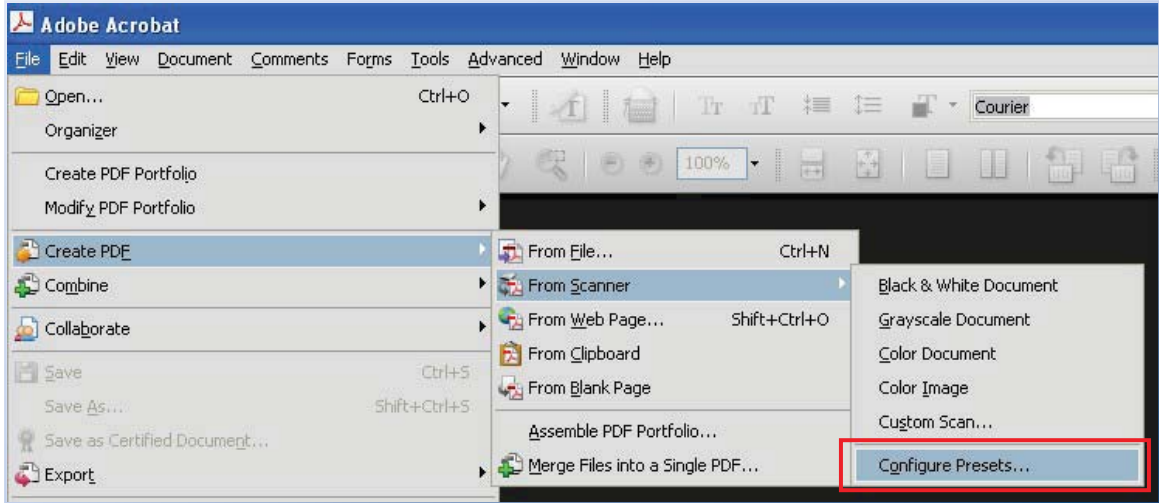 Adobe Acrobat
File Edit View Document Comments Forms Tools Advanced Window Help
Open... Ctrl+O
Organizer
Create PDF Portfolio
Modify PDF Portfolio
Create PDF
Combine
Collaborate
Save Ctrl+S
Save As... Shift+Ctrl+S
Save as Certified Document...
Export
Courier
100%
From File... Ctrl+N
From Scanner
From Web Page... Shift+Ctrl+O
From Clipboard
From Blank Page
Assemble PDF Portfolio...
Merge Files into a Single PDF...
Black & White Document
Grayscale Document
Color Document
Color Image
Custom Scan...
Configure Presets...